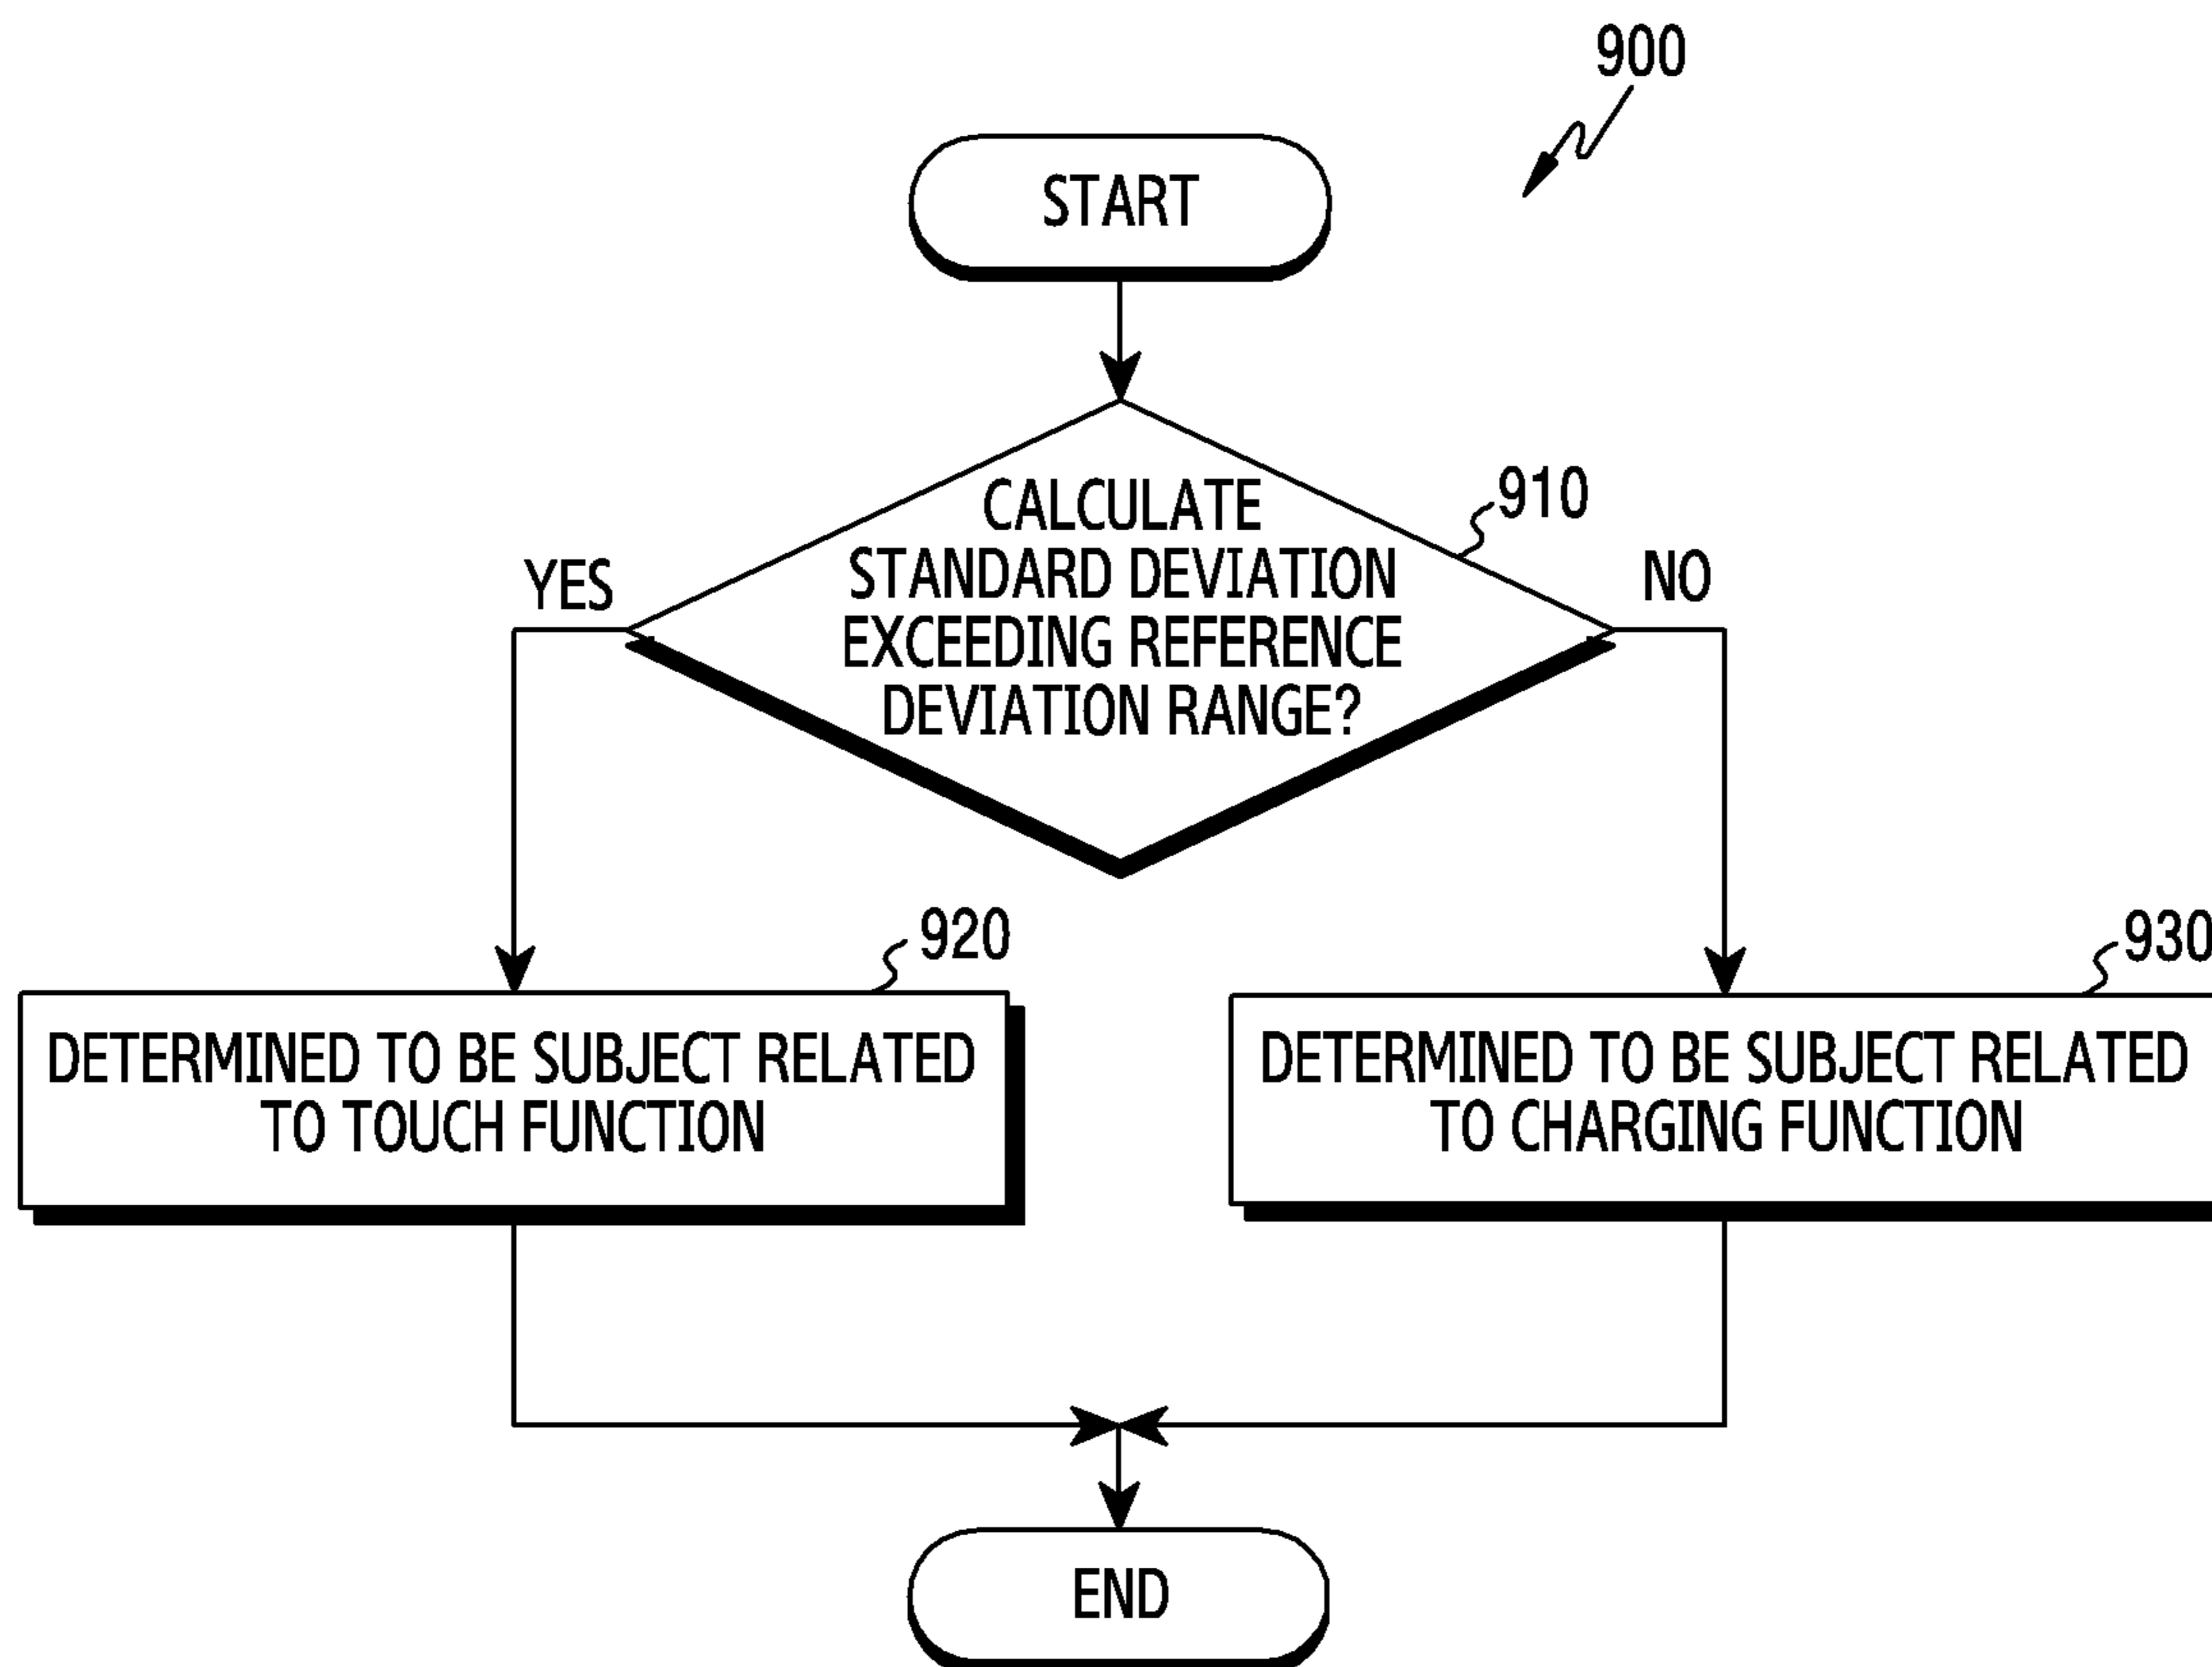 900
START
CALCULATE
STANDARD DEVIATION
EXCEEDING REFERENCE
DEVIATION RANGE?
910
YES
NO
920
DETERMINED TO BE SUBJECT RELATED
TO TOUCH FUNCTION
930
DETERMINED TO BE SUBJECT RELATED
TO CHARGING FUNCTION
END